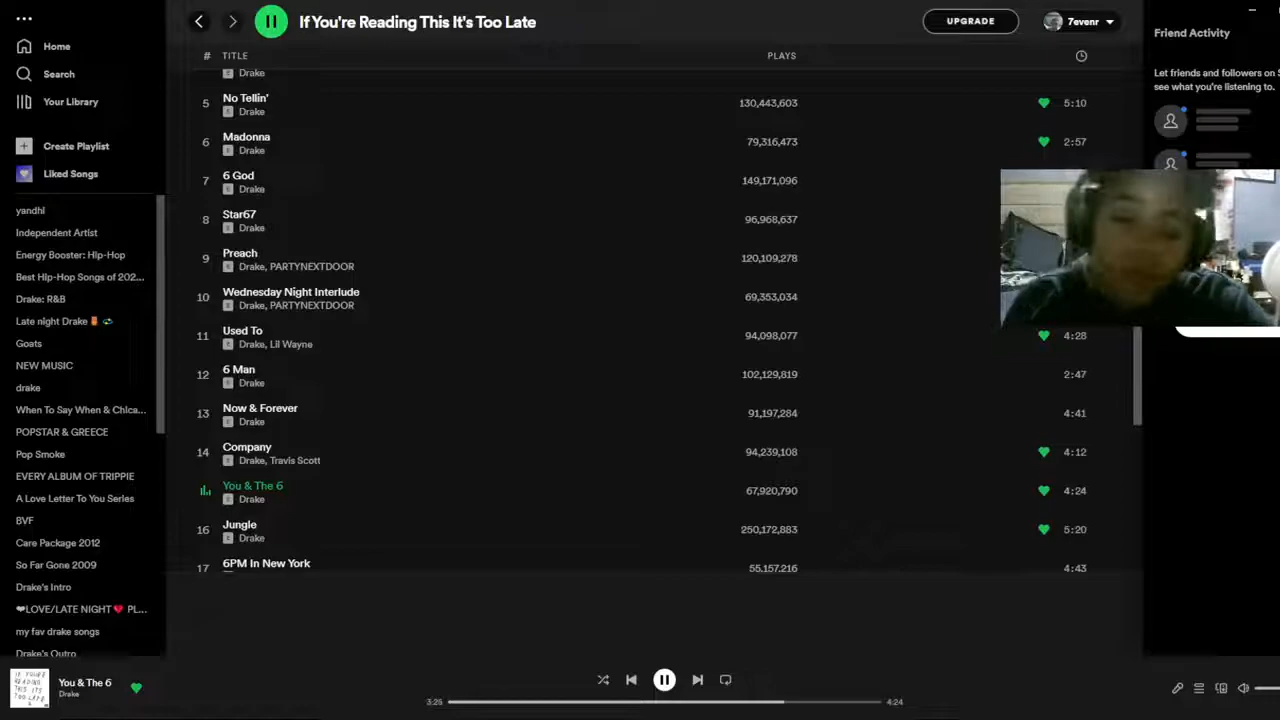 If You're Reading This It's Too Late
UPGRADE
7evenr
Home
Search
Your Library
Create Playlist
Liked Songs
yandhi
Independent Artist
Energy Booster: Hip-Hop
Best Hip-Hop Songs of 202...
Drake: R&B
Late night Drake
Goats
NEW MUSIC
drake
When To Say When & Chica...
POPSTAR & GREECE
Pop Smoke
EVERY ALBUM OF TRIPPIE
A Love Letter To You Series
BVF
Care Package 2012
So Far Gone 2009
Drake's Intro
❤LOVE/LATE NIGHT💔 PL...
my fav drake songs
Drake's Outro
# TITLE PLAYS
E Drake
5 No Tellin' 130,443,603 5:10
E Drake
6 Madonna 79,316,473 2:57
E Drake
7 6 God 149,171,096
E Drake
8 Star67 96,968,637
E Drake
9 Preach 120,109,278
E Drake, PARTYNEXTDOOR
10 Wednesday Night Interlude 69,353,034
E Drake, PARTYNEXTDOOR
11 Used To 94,098,077 4:28
E Drake, Lil Wayne
12 6 Man 102,129,819 2:47
E Drake
13 Now & Forever 91,197,284 4:41
E Drake
14 Company 94,239,108 4:12
E Drake, Travis Scott
You & The 6 67,920,790 4:24
E Drake
16 Jungle 250,172,883 5:20
E Drake
17 6PM In New York 55,157,216 4:43
Friend Activity
Let friends and followers on S
see what you're listening to.
IF YOU'RE
READING
THIS IT'S
TOO LATE
You & The 6
Drake
3:25
4:24